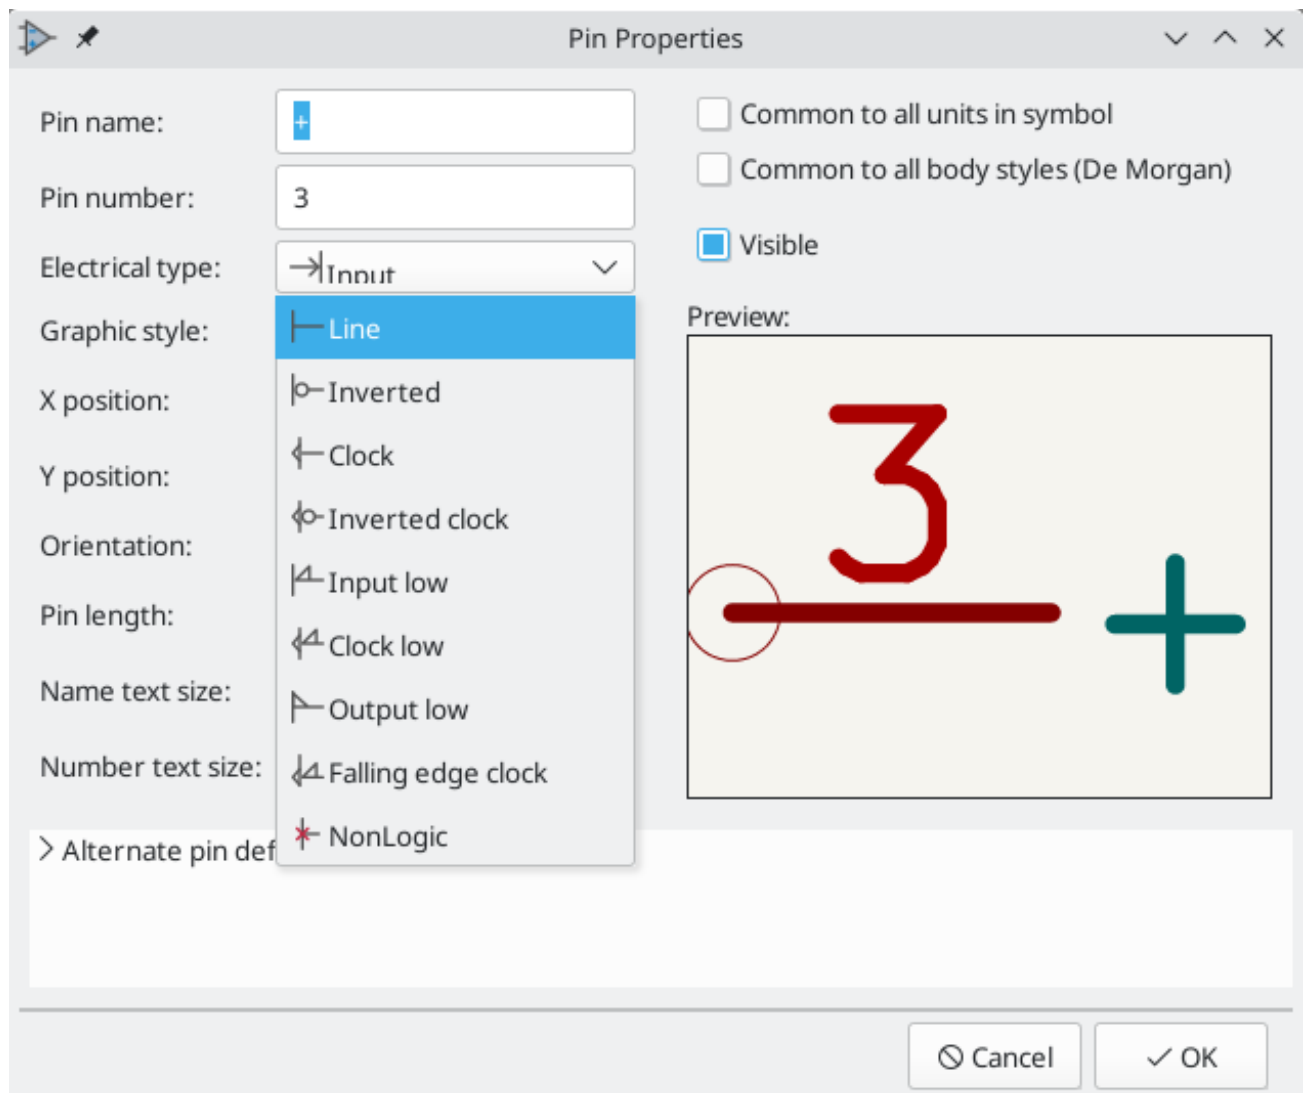 Pin Properties
Pin name:
+
Common to all units in symbol
Pin number:
3
Common to all body styles (De Morgan)
Electrical type:
Input
Visible
Graphic style:
Line
Preview:
Inverted
X position:
Clock
3
Y position:
Inverted clock
Orientation:
Input low
+
Pin length:
Clock low
Name text size:
Output low
Number text size:
Falling edge clock
NonLogic
Alternate pin def
Cancel
OK